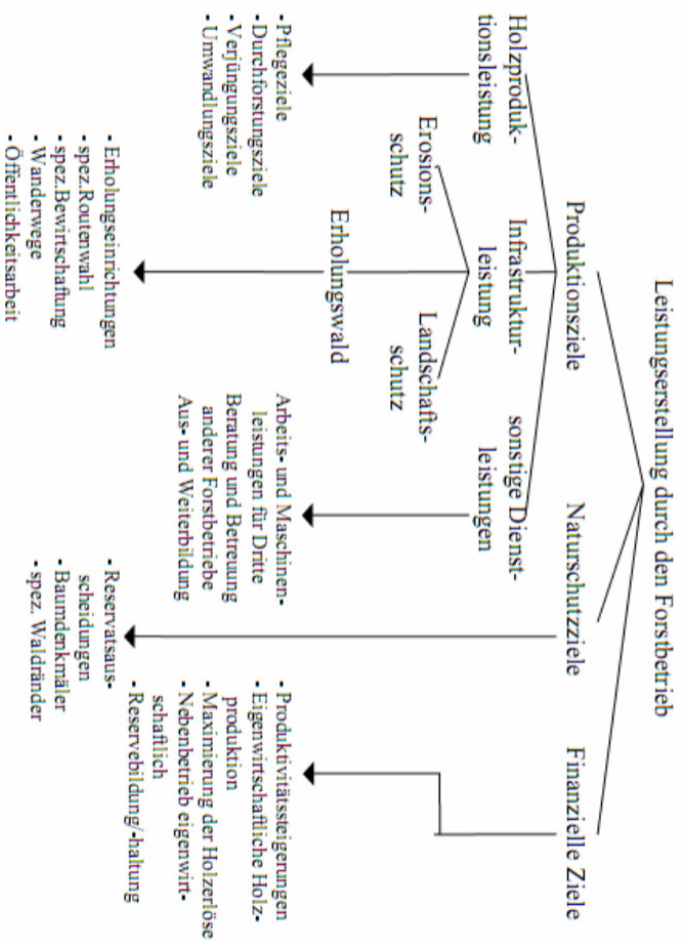 Leistungserstellung durch den Forstbetrieb
Produktionsziele
Naturschutzziele
Finanzielle Ziele
Holzproduk-
tionsleistung
Infrastruktur-
leistung
sonstige Dienst-
leistungen
Erosions-
schutz
Landschafts-
schutz
Erholungswald
- Pflegeziele
- Durchforstungsziele
- Verjüngungsziele
- Umwandlungsziele
- Erholungseinrichtungen
- spez.Routenwahl
- spez.Bewirtschaftung
- Wanderwege
- Öffentlichkeitsarbeit
Arbeits- und Maschinen-
leistungen für Dritte
Beratung und Betreuung
anderer Forstbetriebe
Aus- und Weiterbildung
- Reservatsaus-
scheidungen
- Baumdenkmäler
- spez. Waldränder
- Produktivitätssteigerungen
- Eigenwirtschaftliche Holz-
produktion
- Maximierung der Holzerlöse
- Nebenbetrieb eigenwirt-
schaftlich
- Reservebildung/-haltung